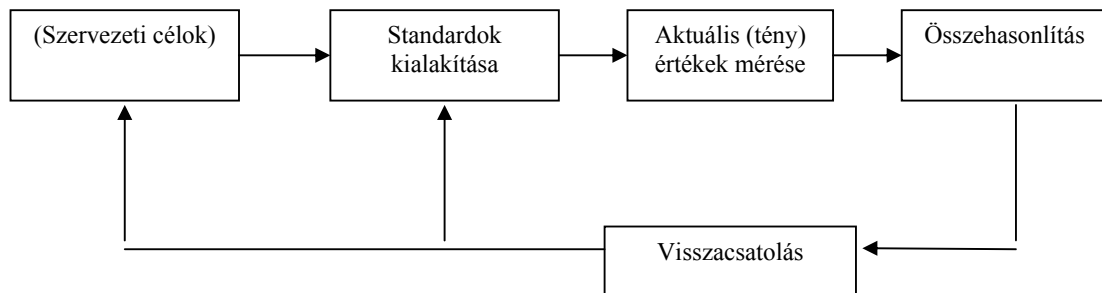 (Szervezeti célok)
Standardok
kialakítása
Aktuális (tény)
értékek mérése
Összehasonlítás
Visszacsatolás